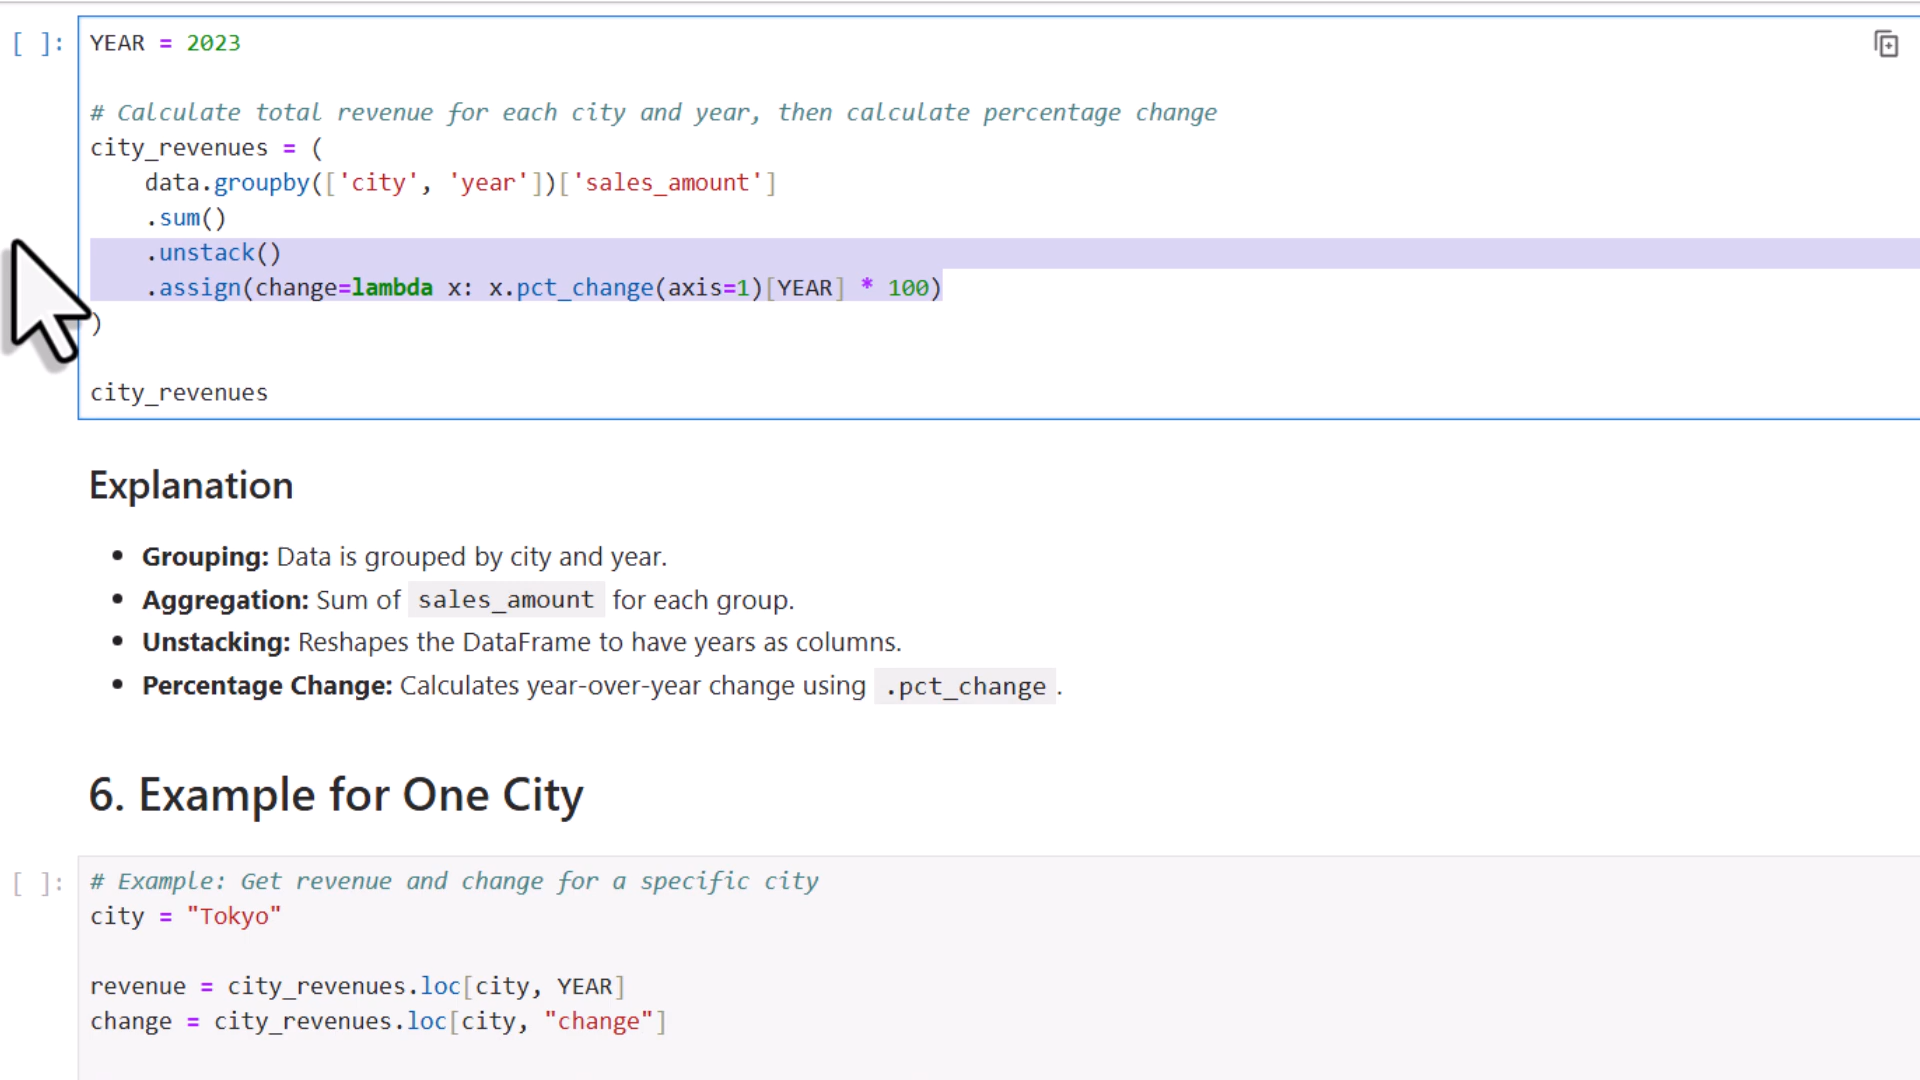 [ ]: YEAR = 2023
# Calculate total revenue for each city and year, then calculate percentage change
city_revenues = (
    data.groupby(['city', 'year'])['sales_amount']
    .sum()
    .unstack()
    .assign(change=lambda x: x.pct_change(axis=1)[YEAR] * 100)
)
city_revenues
Explanation
• Grouping: Data is grouped by city and year.
• Aggregation: Sum of sales_amount for each group.
• Unstacking: Reshapes the DataFrame to have years as columns.
• Percentage Change: Calculates year-over-year change using .pct_change .
6. Example for One City
[ ]: # Example: Get revenue and change for a specific city
city = "Tokyo"
revenue = city_revenues.loc[city, YEAR]
change = city_revenues.loc[city, "change"]